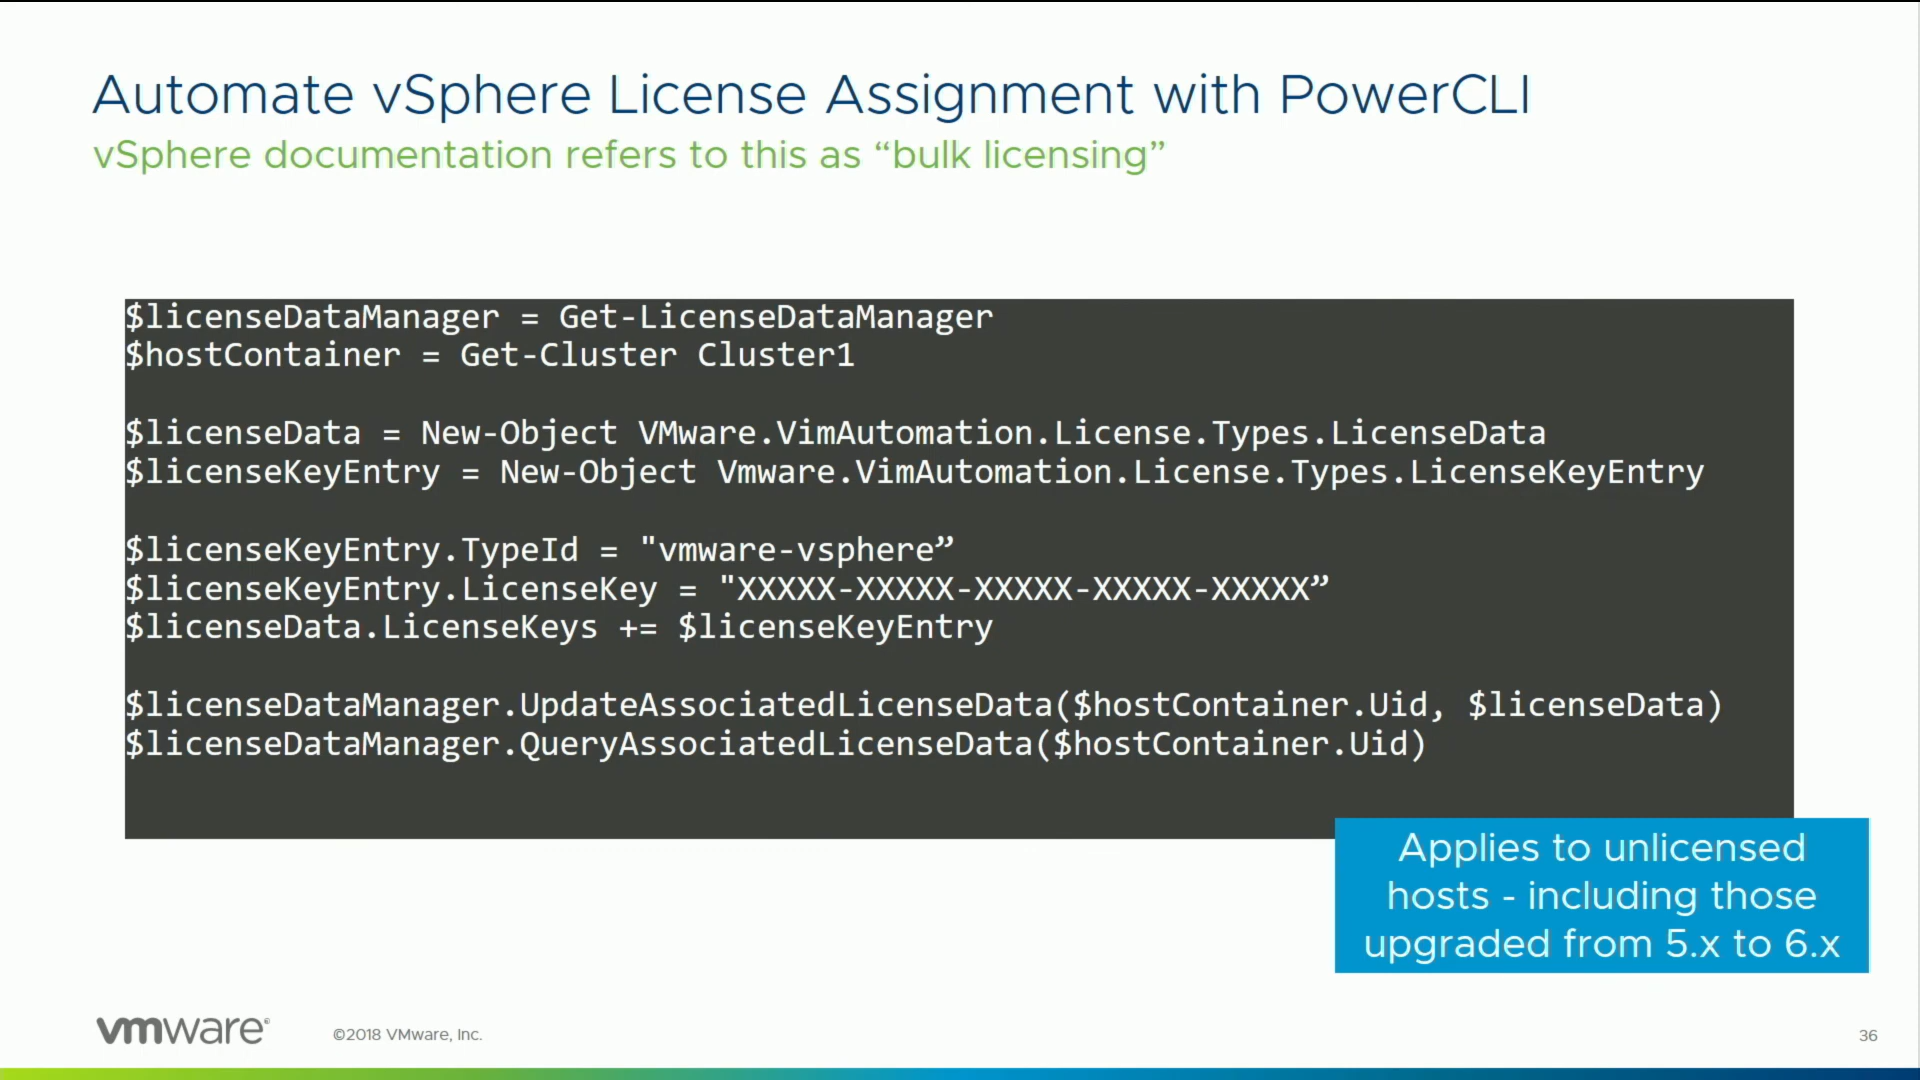 Automate vSphere License Assignment with PowerCLI
vSphere documentation refers to this as “bulk licensing”
$licenseDataManager = Get-LicenseDataManager
$hostContainer = Get-Cluster Cluster1
$licenseData = New-Object VMware.VimAutomation.License.Types.LicenseData
$licenseKeyEntry = New-Object Vmware.VimAutomation.License.Types.LicenseKeyEntry
$licenseKeyEntry.TypeId = "vmware-vsphere”
$licenseKeyEntry.LicenseKey = "XXXXX-XXXXX-XXXXX-XXXXX-XXXXX”
$licenseData.LicenseKeys += $licenseKeyEntry
$licenseDataManager.UpdateAssociatedLicenseData($hostContainer.Uid, $licenseData)
$licenseDataManager.QueryAssociatedLicenseData($hostContainer.Uid)
Applies to unlicensed
hosts - including those
upgraded from 5.x to 6.x
vmware®
©2018 VMware, Inc.
36